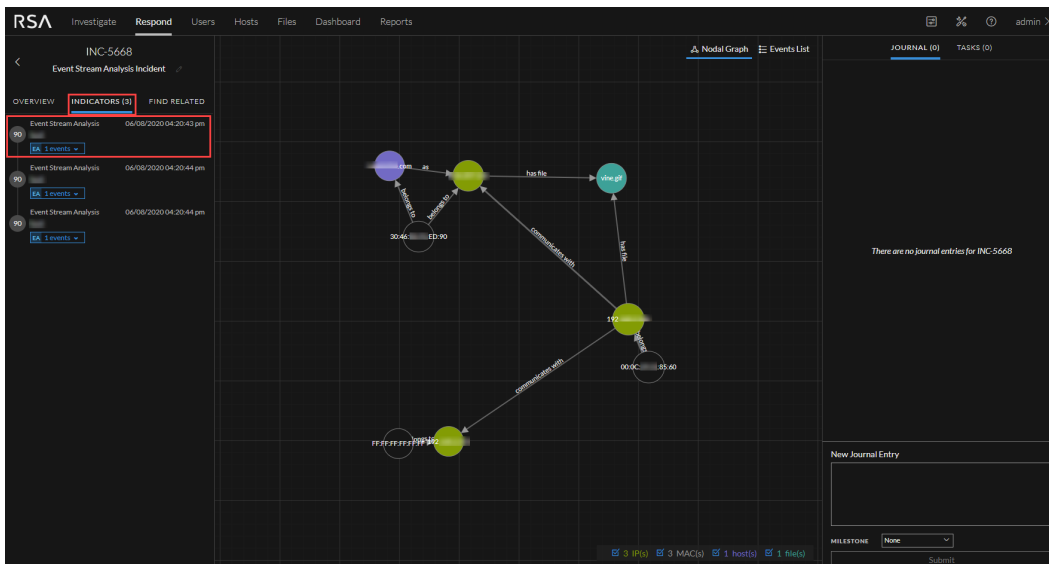 RSA Investigate Respond Users Hosts Files Dashboard Reports admin
INC-5668
Event Stream Analysis Incident
OVERVIEW INDICATORS (3) FIND RELATED
Event Stream Analysis 06/08/2020 04:20:43 pm
90
EA 1 events
Event Stream Analysis 06/08/2020 04:20:44 pm
90
EA 1 events
Event Stream Analysis 06/08/2020 04:20:44 pm
90
EA 1 events
Nodal Graph Events List
com as
has file
vine.gif
belongs to
belongs to
30:46: ED:90
communicates with
has file
192
belongs
00:0C 85:60
communicates with
FF:FF:FF:FF:FF:FF
192
3 IP(s) 3 MAC(s) 1 host(s) 1 file(s)
JOURNAL (0) TASKS (0)
There are no journal entries for INC-5668
New Journal Entry
MILESTONE None
Submit